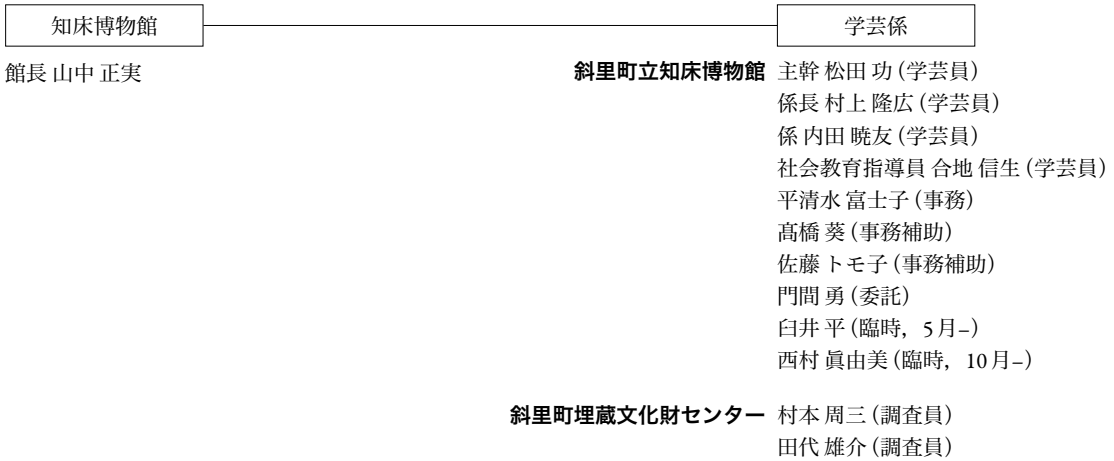 知床博物館
学芸係
館長 山中 正実
斜里町立知床博物館 主幹 松田 功 (学芸員)
係長 村上 隆広 (学芸員)
係 内田 暁友 (学芸員)
社会教育指導員 合地 信生 (学芸員)
平清水 富士子 (事務)
髙橋 葵 (事務補助)
佐藤 トモ子 (事務補助)
門間 勇 (委託)
臼井 平 (臨時，5月–)
西村 眞由美 (臨時，10月–)
斜里町埋蔵文化財センター 村本 周三 (調査員)
田代 雄介 (調査員)